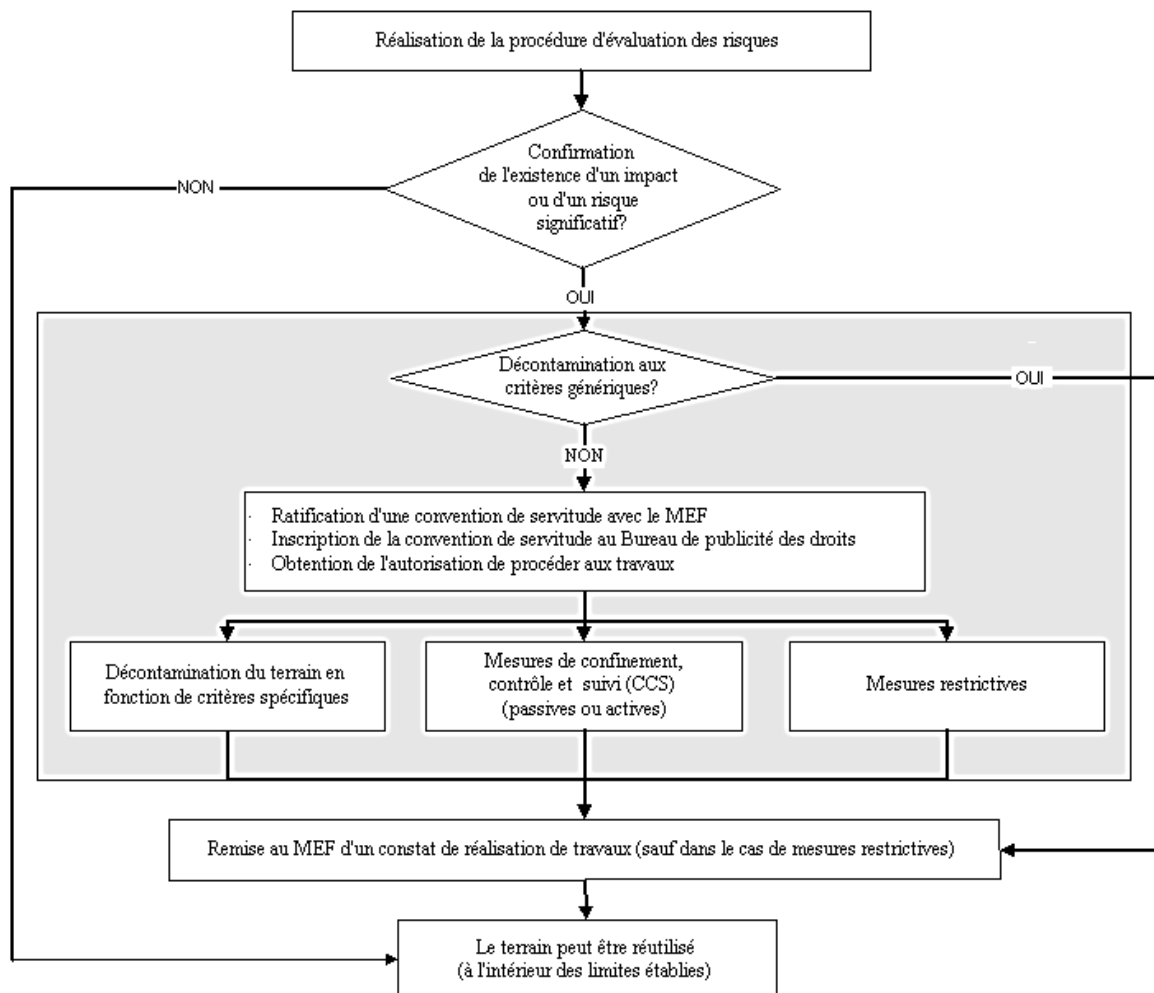 Réalisation de la procédure d'évaluation des risques
Confirmation
de l'existence d'un impact
ou d'un risque
significatif?
NON
OUI
Décontamination aux
critères génériques?
OUI
NON
· Ratification d'une convention de servitude avec le MEF
· Inscription de la convention de servitude au Bureau de publicité des droits
· Obtention de l'autorisation de procéder aux travaux
Décontamination du terrain en
fonction de critères spécifiques
Mesures de confinement,
contrôle et suivi (CCS)
(passives ou actives)
Mesures restrictives
Remise au MEF d'un constat de réalisation de travaux (sauf dans le cas de mesures restrictives)
Le terrain peut être réutilisé
(à l'intérieur des limites établies)